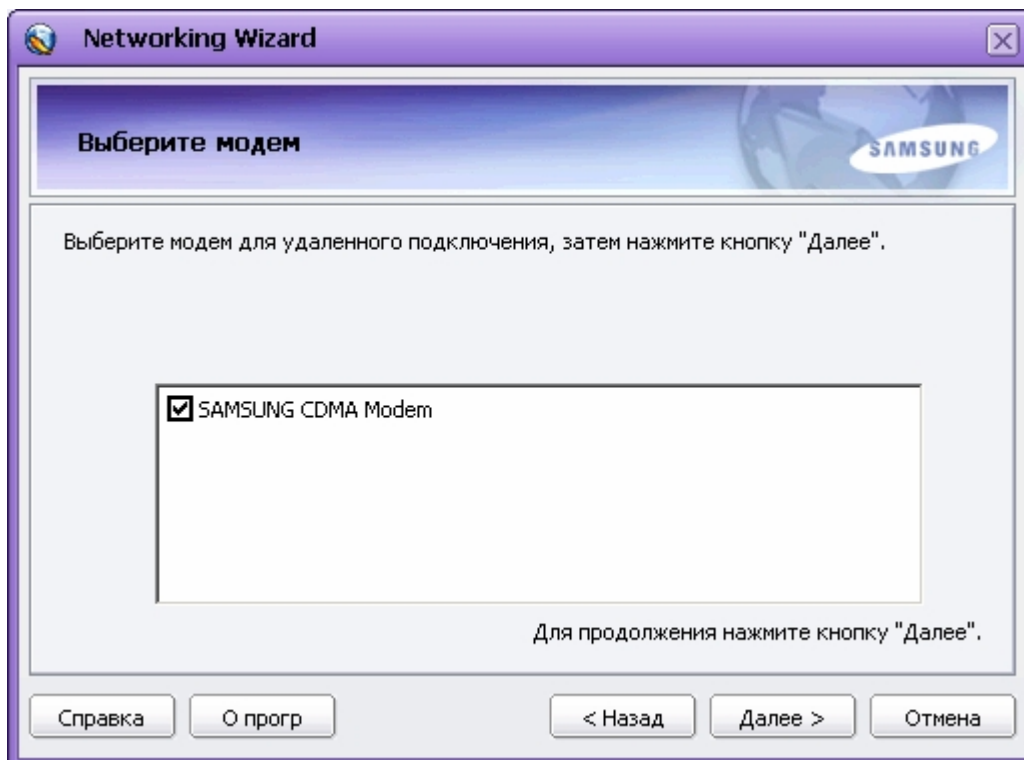 Networking Wizard
Выберите модем
SAMSUNG
Выберите модем для удаленного подключения, затем нажмите кнопку "Далее".
SAMSUNG CDMA Modem
Для продолжения нажмите кнопку "Далее".
Справка О прогр < Назад Далее > Отмена